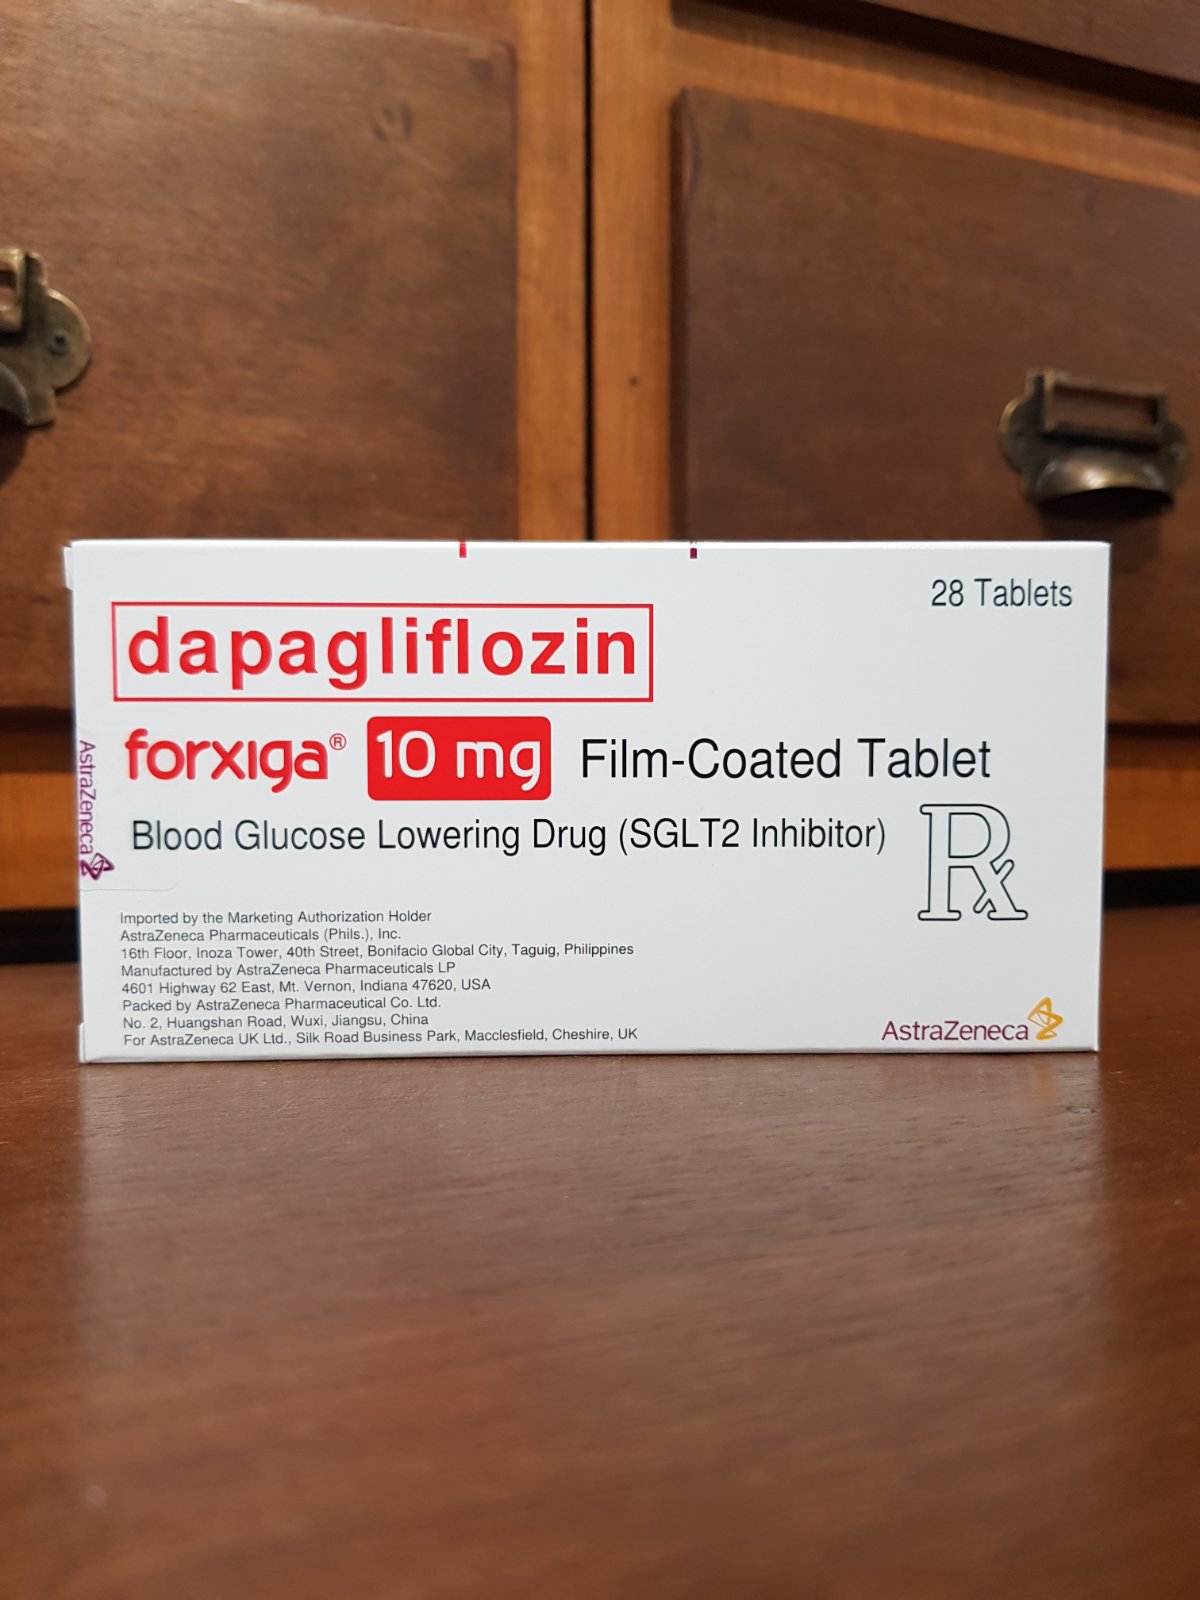 28 Tablets
dapagliflozin
forxiga® 10 mg Film-Coated Tablet
Blood Glucose Lowering Drug (SGLT2 Inhibitor)
Rx
Imported by the Marketing Authorization Holder
AstraZeneca Pharmaceuticals (Phils.), Inc.
16th Floor, Inoza Tower, 40th Street, Bonifacio Global City, Taguig, Philippines
Manufactured by AstraZeneca Pharmaceuticals LP
4601 Highway 62 East, Mt. Vernon, Indiana 47620, USA
Packed by AstraZeneca Pharmaceutical Co. Ltd.
No. 2, Huangshan Road, Wuxi, Jiangsu, China
For AstraZeneca UK Ltd., Silk Road Business Park, Macclesfield, Cheshire, UK
AstraZeneca
AstraZeneca